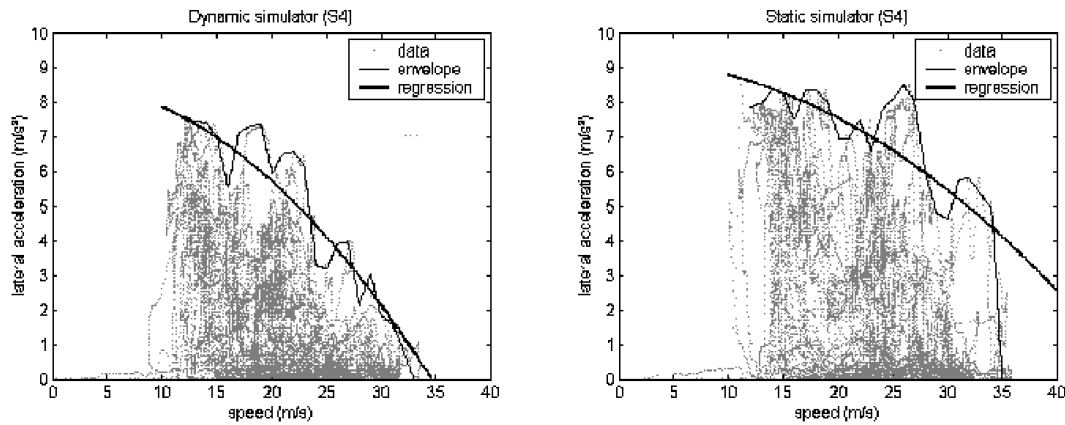 Dynamic simulator (S4)
10
9
8
7
6
5
4
3
2
1
0
lateral acceleration (m/s²)
data
envelope
regression
0 5 10 15 20 25 30 35 40
speed (m/s)
Static simulator (S4)
10
9
8
7
6
5
4
3
2
1
0
lateral acceleration (m/s²)
data
envelope
regression
0 5 10 15 20 25 30 35 40
speed (m/s)